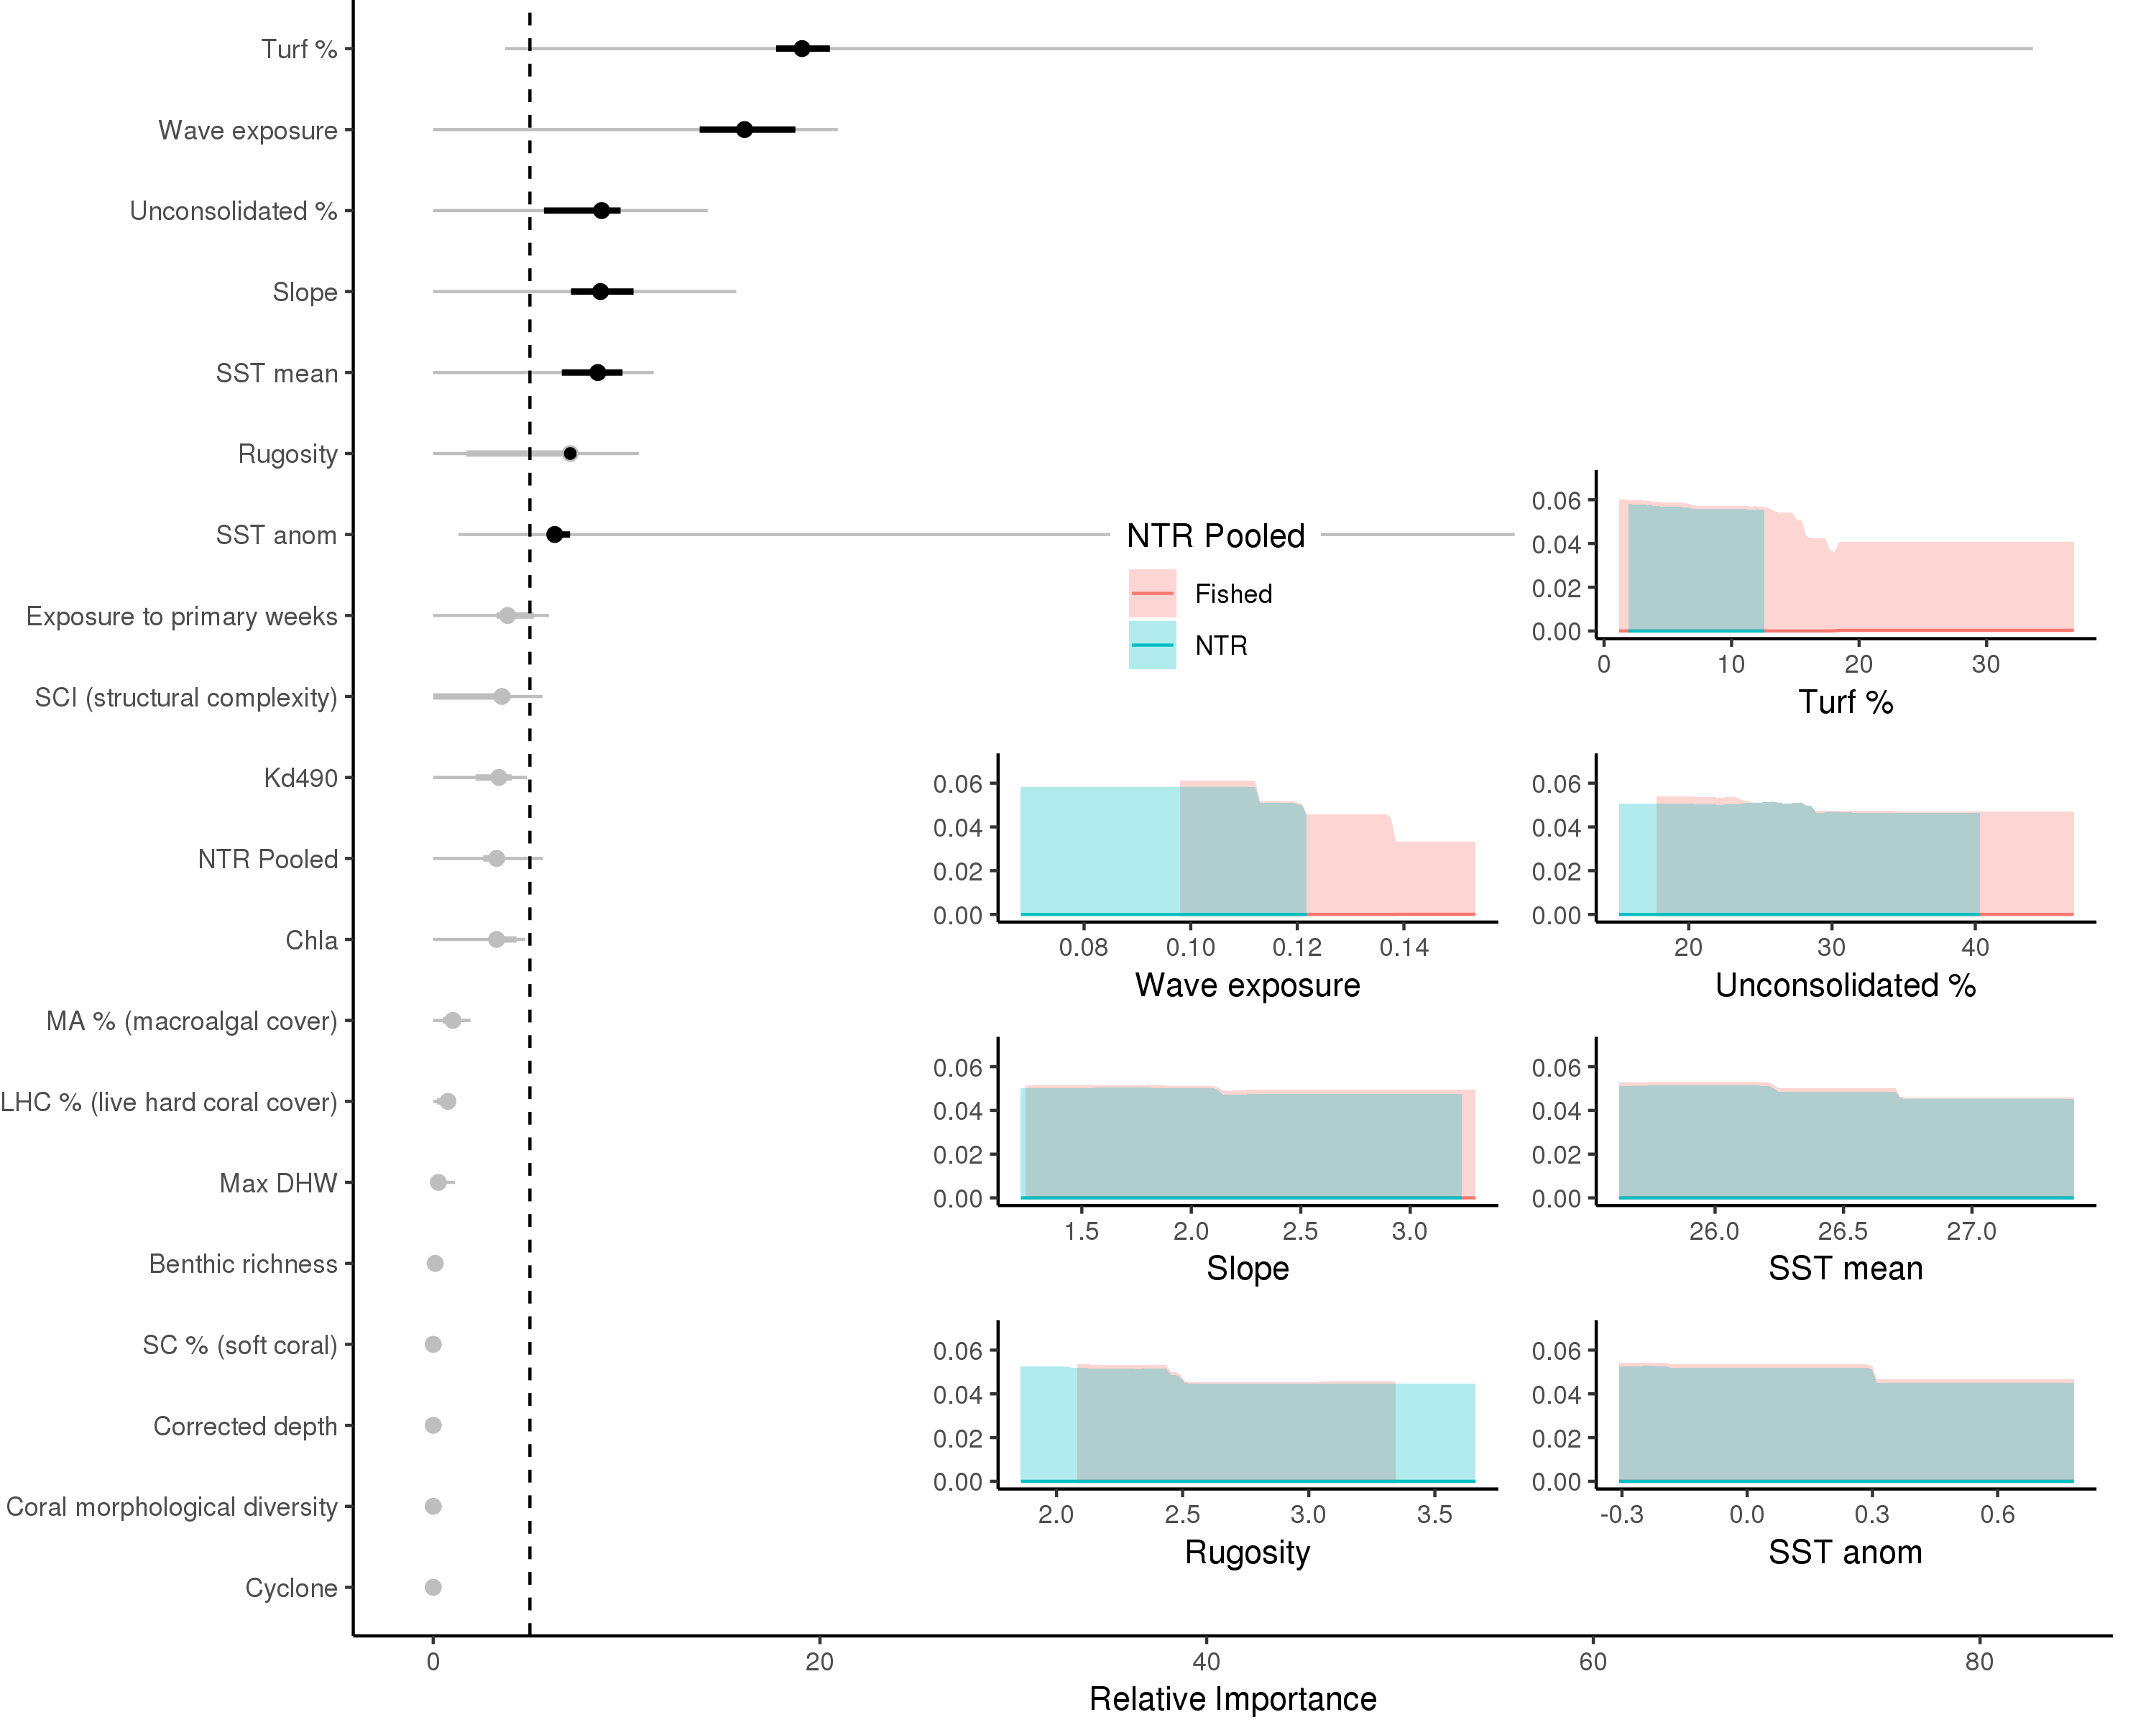 Turf %
Wave exposure
Unconsolidated %
Slope
SST mean
Rugosity
SST anom
Exposure to primary weeks
SCI (structural complexity)
Kd490
NTR Pooled
Chla
MA % (macroalgal cover)
LHC % (live hard coral cover)
Max DHW
Benthic richness
SC % (soft coral)
Corrected depth
Coral morphological diversity
Cyclone
0 20 40 60 80
Relative Importance
NTR Pooled
Fished
NTR
0.06
0.04
0.02
0.00
0 10 20 30
Turf %
0.06
0.04
0.02
0.00
0.08 0.10 0.12 0.14
Wave exposure
0.06
0.04
0.02
0.00
20 30 40
Unconsolidated %
0.06
0.04
0.02
0.00
1.5 2.0 2.5 3.0
Slope
0.06
0.04
0.02
0.00
26.0 26.5 27.0
SST mean
0.06
0.04
0.02
0.00
2.0 2.5 3.0 3.5
Rugosity
0.06
0.04
0.02
0.00
-0.3 0.0 0.3 0.6
SST anom